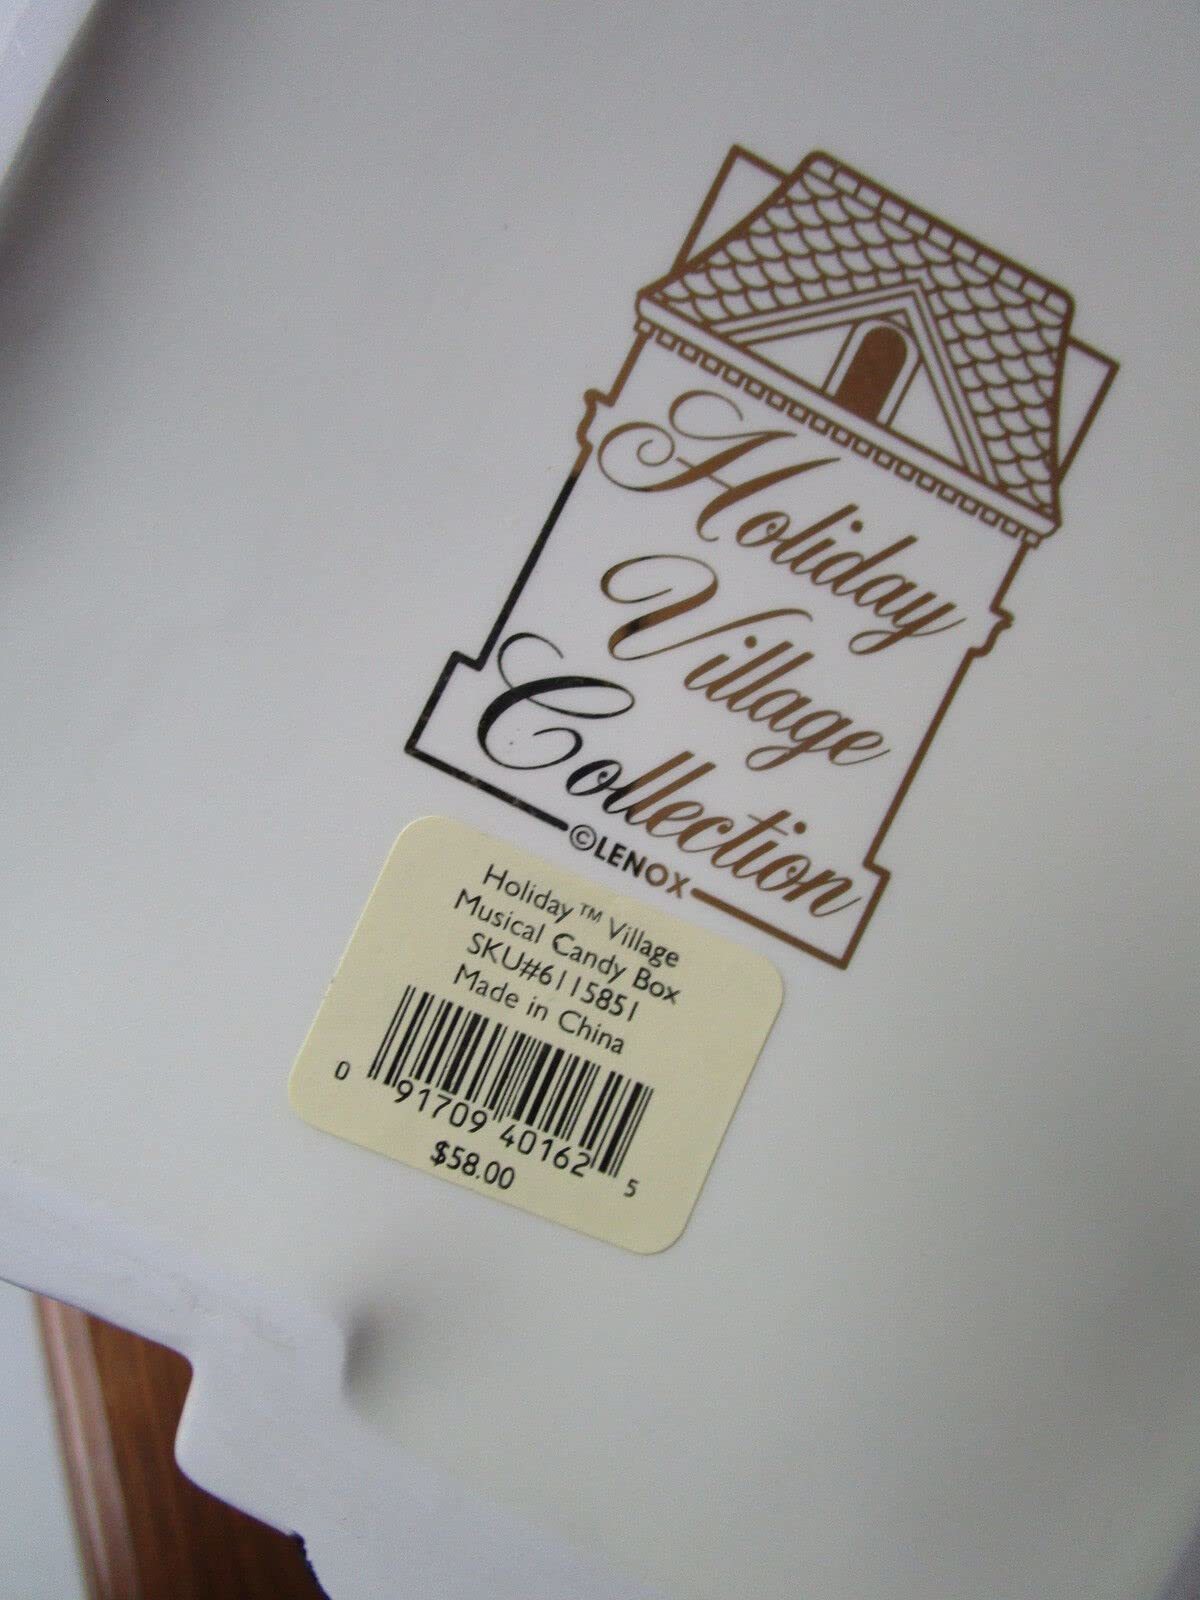 Holiday
Village
Collection
©LENOX
Holiday™ Village
Musical Candy Box
SKU#6115851
Made in China
0 91709 40162 5
$58.00